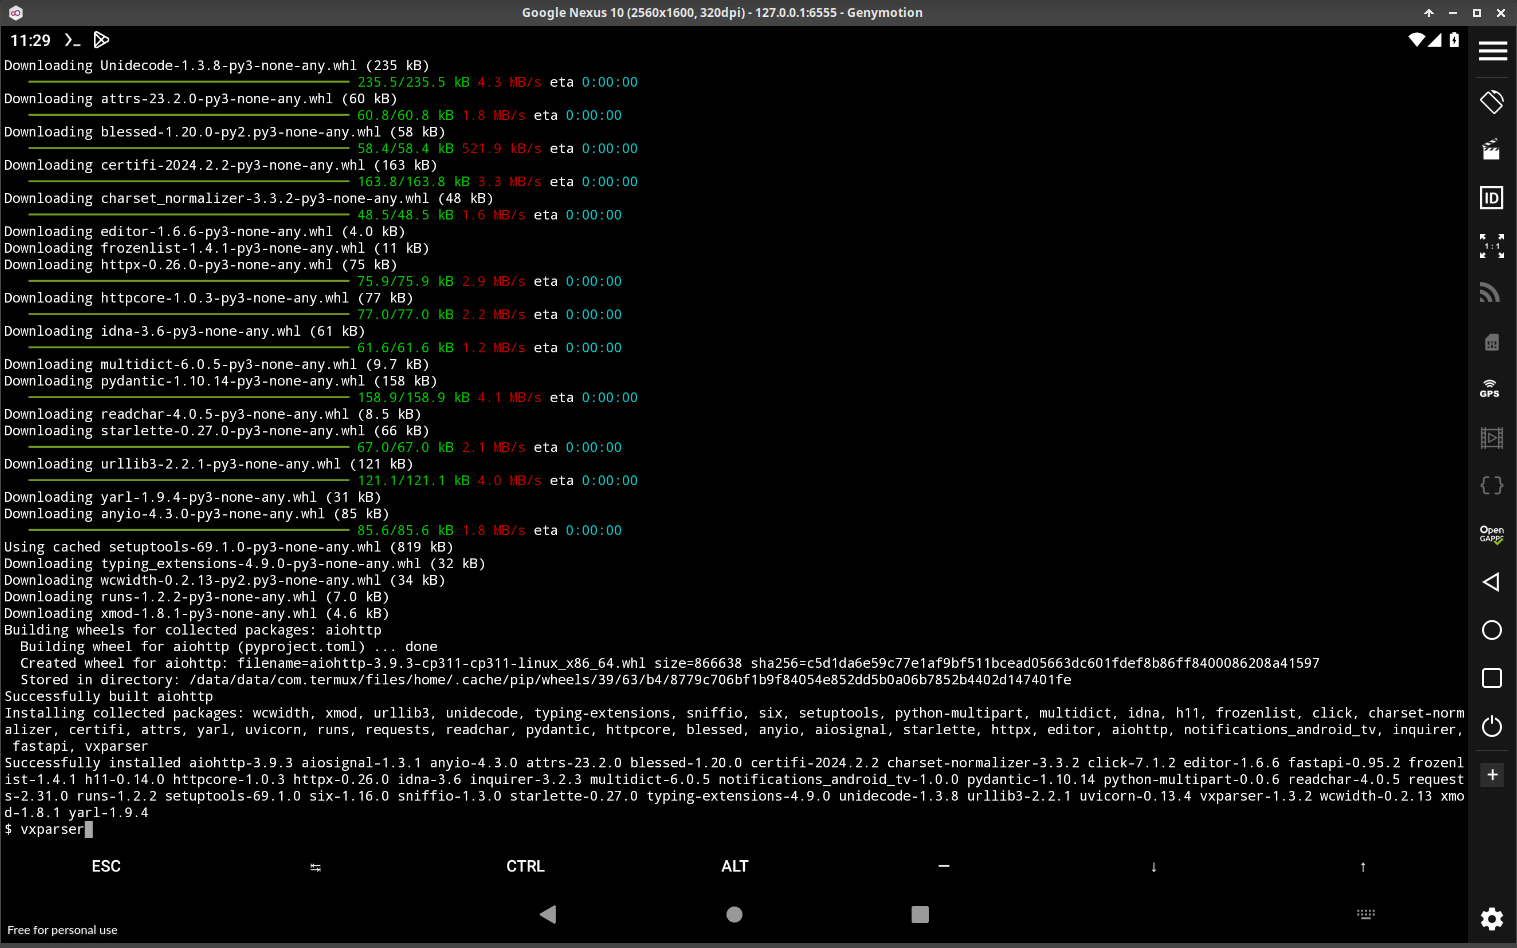 Google Nexus 10 (2560x1600, 320dpi) - 127.0.0.1:6555 - Genymotion
11:29
Downloading Unidecode-1.3.8-py3-none-any.whl (235 kB)
235.5/235.5 kB 4.3 MB/s eta 0:00:00
Downloading attrs-23.2.0-py3-none-any.whl (60 kB)
60.8/60.8 kB 1.8 MB/s eta 0:00:00
Downloading blessed-1.20.0-py2.py3-none-any.whl (58 kB)
58.4/58.4 kB 521.9 kB/s eta 0:00:00
Downloading certifi-2024.2.2-py3-none-any.whl (163 kB)
163.8/163.8 kB 3.3 MB/s eta 0:00:00
Downloading charset_normalizer-3.3.2-py3-none-any.whl (48 kB)
48.5/48.5 kB 1.6 MB/s eta 0:00:00
Downloading editor-1.6.6-py3-none-any.whl (4.0 kB)
Downloading frozenlist-1.4.1-py3-none-any.whl (11 kB)
Downloading httpx-0.26.0-py3-none-any.whl (75 kB)
75.9/75.9 kB 2.9 MB/s eta 0:00:00
Downloading httpcore-1.0.3-py3-none-any.whl (77 kB)
77.0/77.0 kB 2.2 MB/s eta 0:00:00
Downloading idna-3.6-py3-none-any.whl (61 kB)
61.6/61.6 kB 1.2 MB/s eta 0:00:00
Downloading multidict-6.0.5-py3-none-any.whl (9.7 kB)
Downloading pydantic-1.10.14-py3-none-any.whl (158 kB)
158.9/158.9 kB 4.1 MB/s eta 0:00:00
Downloading readchar-4.0.5-py3-none-any.whl (8.5 kB)
Downloading starlette-0.27.0-py3-none-any.whl (66 kB)
67.0/67.0 kB 2.1 MB/s eta 0:00:00
Downloading urllib3-2.2.1-py3-none-any.whl (121 kB)
121.1/121.1 kB 4.0 MB/s eta 0:00:00
Downloading yarl-1.9.4-py3-none-any.whl (31 kB)
Downloading anyio-4.3.0-py3-none-any.whl (85 kB)
85.6/85.6 kB 1.8 MB/s eta 0:00:00
Using cached setuptools-69.1.0-py3-none-any.whl (819 kB)
Downloading typing_extensions-4.9.0-py3-none-any.whl (32 kB)
Downloading wcwidth-0.2.13-py2.py3-none-any.whl (34 kB)
Downloading runs-1.2.2-py3-none-any.whl (7.0 kB)
Downloading xmod-1.8.1-py3-none-any.whl (4.6 kB)
Building wheels for collected packages: aiohttp
Building wheel for aiohttp (pyproject.toml) ... done
Created wheel for aiohttp: filename=aiohttp-3.9.3-cp311-cp311-linux_x86_64.whl size=866638 sha256=c5d1da6e59c77e1af9bf511bcead05663dc601fdef8b86ff8400086208a41597
Stored in directory: /data/data/com.termux/files/home/.cache/pip/wheels/39/63/b4/8779c706bf1b9f84054e852dd5b0a06b7852b4402d147401fe
Successfully built aiohttp
Installing collected packages: wcwidth, xmod, urllib3, unidecode, typing-extensions, sniffio, six, setuptools, python-multipart, multidict, idna, h11, frozenlist, click, charset-norm
alizer, certifi, attrs, yarl, uvicorn, runs, requests, readchar, pydantic, httpcore, blessed, anyio, aiosignal, starlette, httpx, editor, aiohttp, notifications_android_tv, inquirer,
fastapi, vxparser
Successfully installed aiohttp-3.9.3 aiosignal-1.3.1 anyio-4.3.0 attrs-23.2.0 blessed-1.20.0 certifi-2024.2.2 charset-normalizer-3.3.2 click-7.1.2 editor-1.6.6 fastapi-0.95.2 frozenl
ist-1.4.1 h11-0.14.0 httpcore-1.0.3 httpx-0.26.0 idna-3.6 inquirer-3.2.3 multidict-6.0.5 notifications_android_tv-1.0.0 pydantic-1.10.14 python-multipart-0.0.6 readchar-4.0.5 request
s-2.31.0 runs-1.2.2 setuptools-69.1.0 six-1.16.0 sniffio-1.3.0 starlette-0.27.0 typing-extensions-4.9.0 unidecode-1.3.8 urllib3-2.2.1 uvicorn-0.13.4 vxparser-1.3.2 wcwidth-0.2.13 xmo
d-1.8.1 yarl-1.9.4
$ vxparser
ESC ↹ CTRL ALT — ↓ ↑
Free for personal use
ID
1:1
GPS
Open
GAPPS